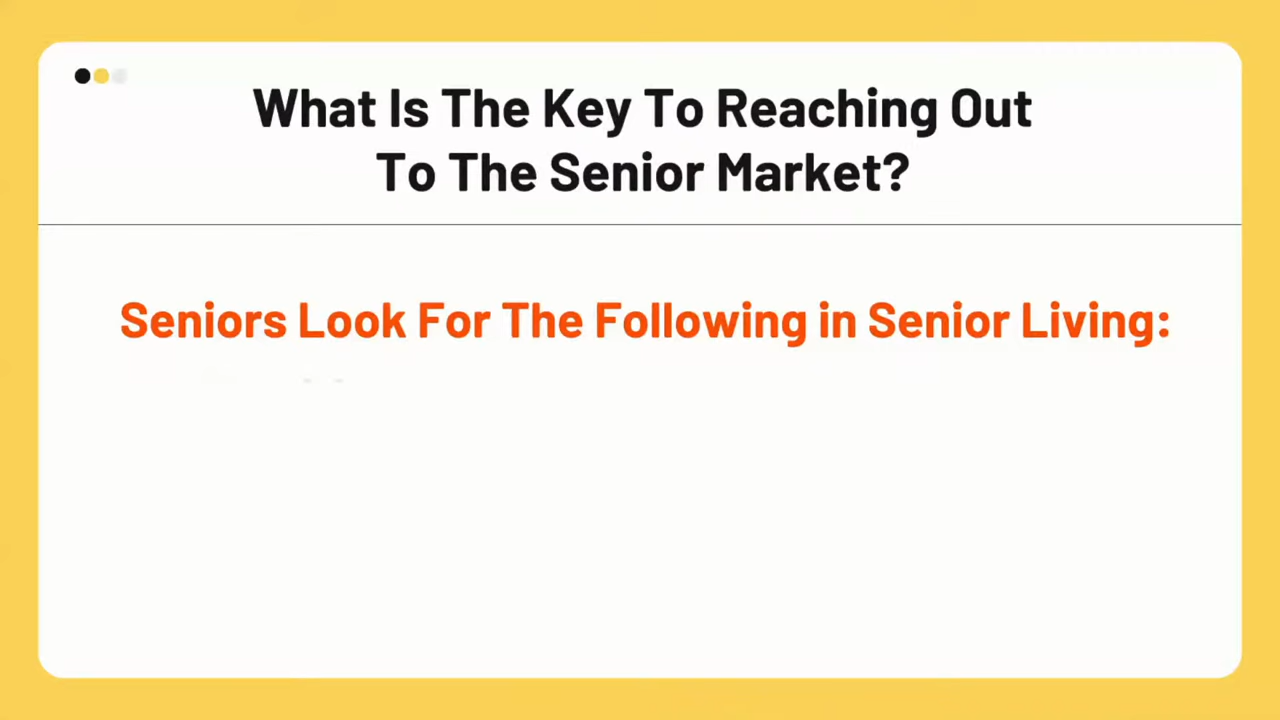 What Is The Key To Reaching Out
To The Senior Market?
Seniors Look For The Following in Senior Living: